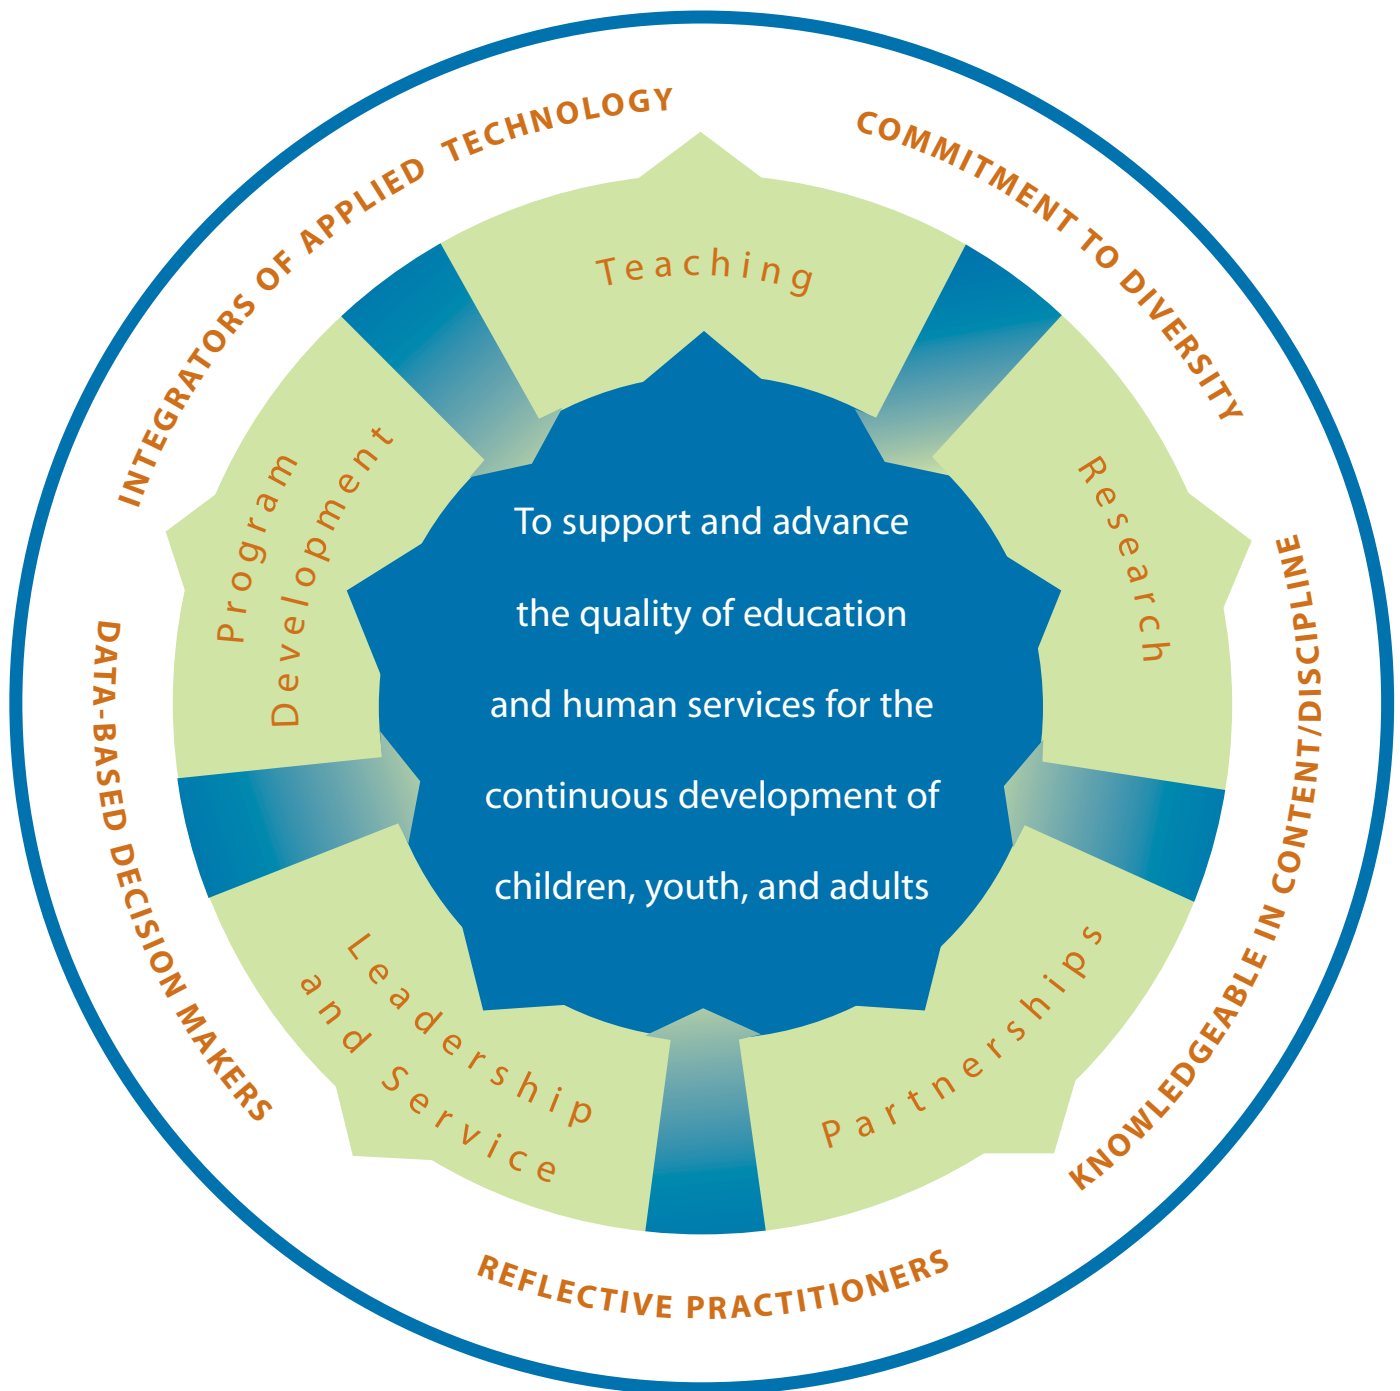 INTEGRATORS OF APPLIED TECHNOLOGY
COMMITMENT TO DIVERSITY
KNOWLEDGEABLE IN CONTENT/DISCIPLINE
REFLECTIVE PRACTITIONERS
DATA-BASED DECISION MAKERS
Teaching
Research
Partnerships
Leadership
and Service
Program
Development
To support and advance
the quality of education
and human services for the
continuous development of
children, youth, and adults